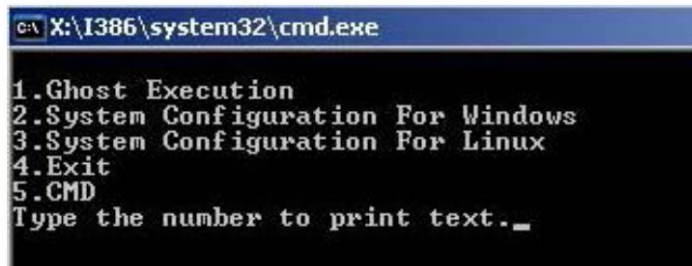 X:\I386\system32\cmd.exe
1.Ghost Execution
2.System Configuration For Windows
3.System Configuration For Linux
4.Exit
5.CMD
Type the number to print text._